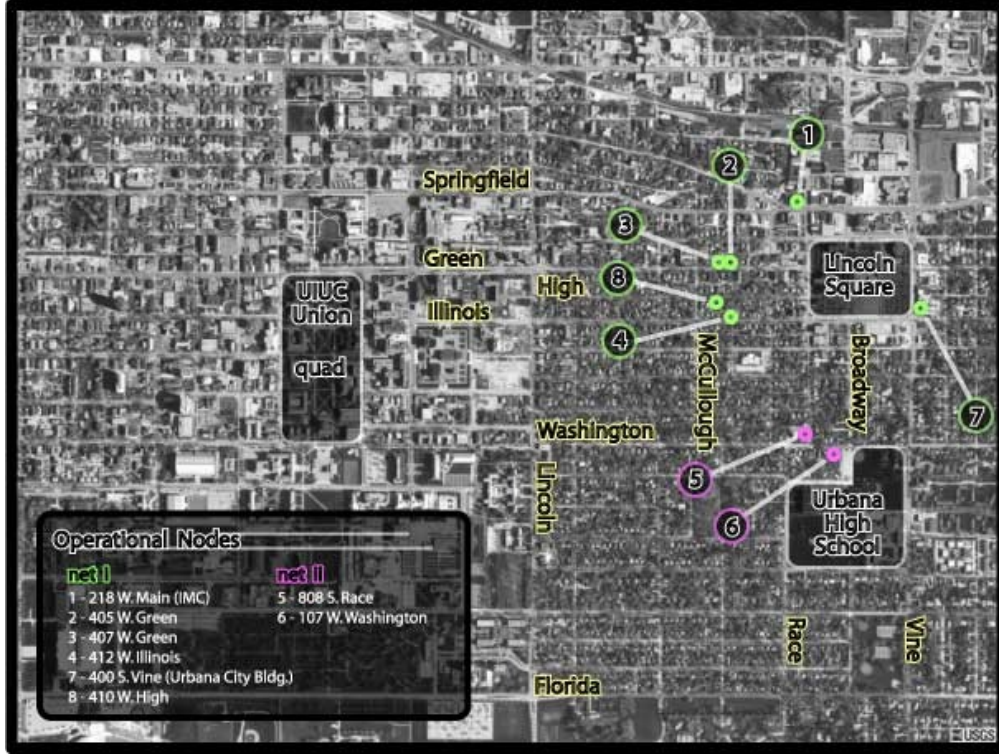 1
2
Springfield
3
Green
Lincoln
Square
8
High
UIUC
Union
Illinois
4
quad
McCullough
Broadway
7
Washington
5
Lincoln
Urbana
High
School
6
Operational Nodes
net I
1 - 218 W. Main (IMC)
2 - 405 W. Green
3 - 407 W. Green
4 - 412 W. Illinois
7 - 400 S. Vine (Urbana City Bldg.)
8 - 410 W. High
net II
5 - 808 S. Race
6 - 107 W. Washington
Race
Vine
Florida
USGS